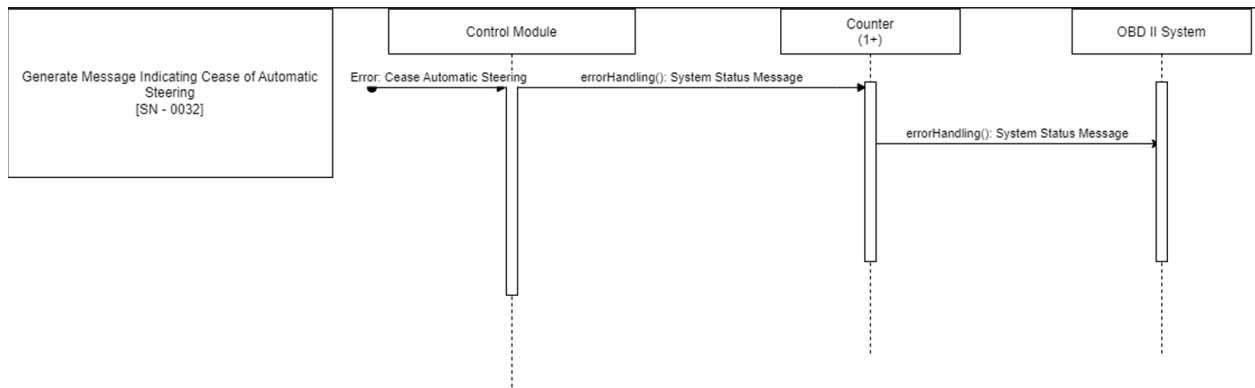 Control Module
Counter
(1+)
OBD II System
Generate Message Indicating Cease of Automatic
Steering
[SN - 0032]
Error: Cease Automatic Steering
errorHandling(): System Status Message
errorHandling(): System Status Message